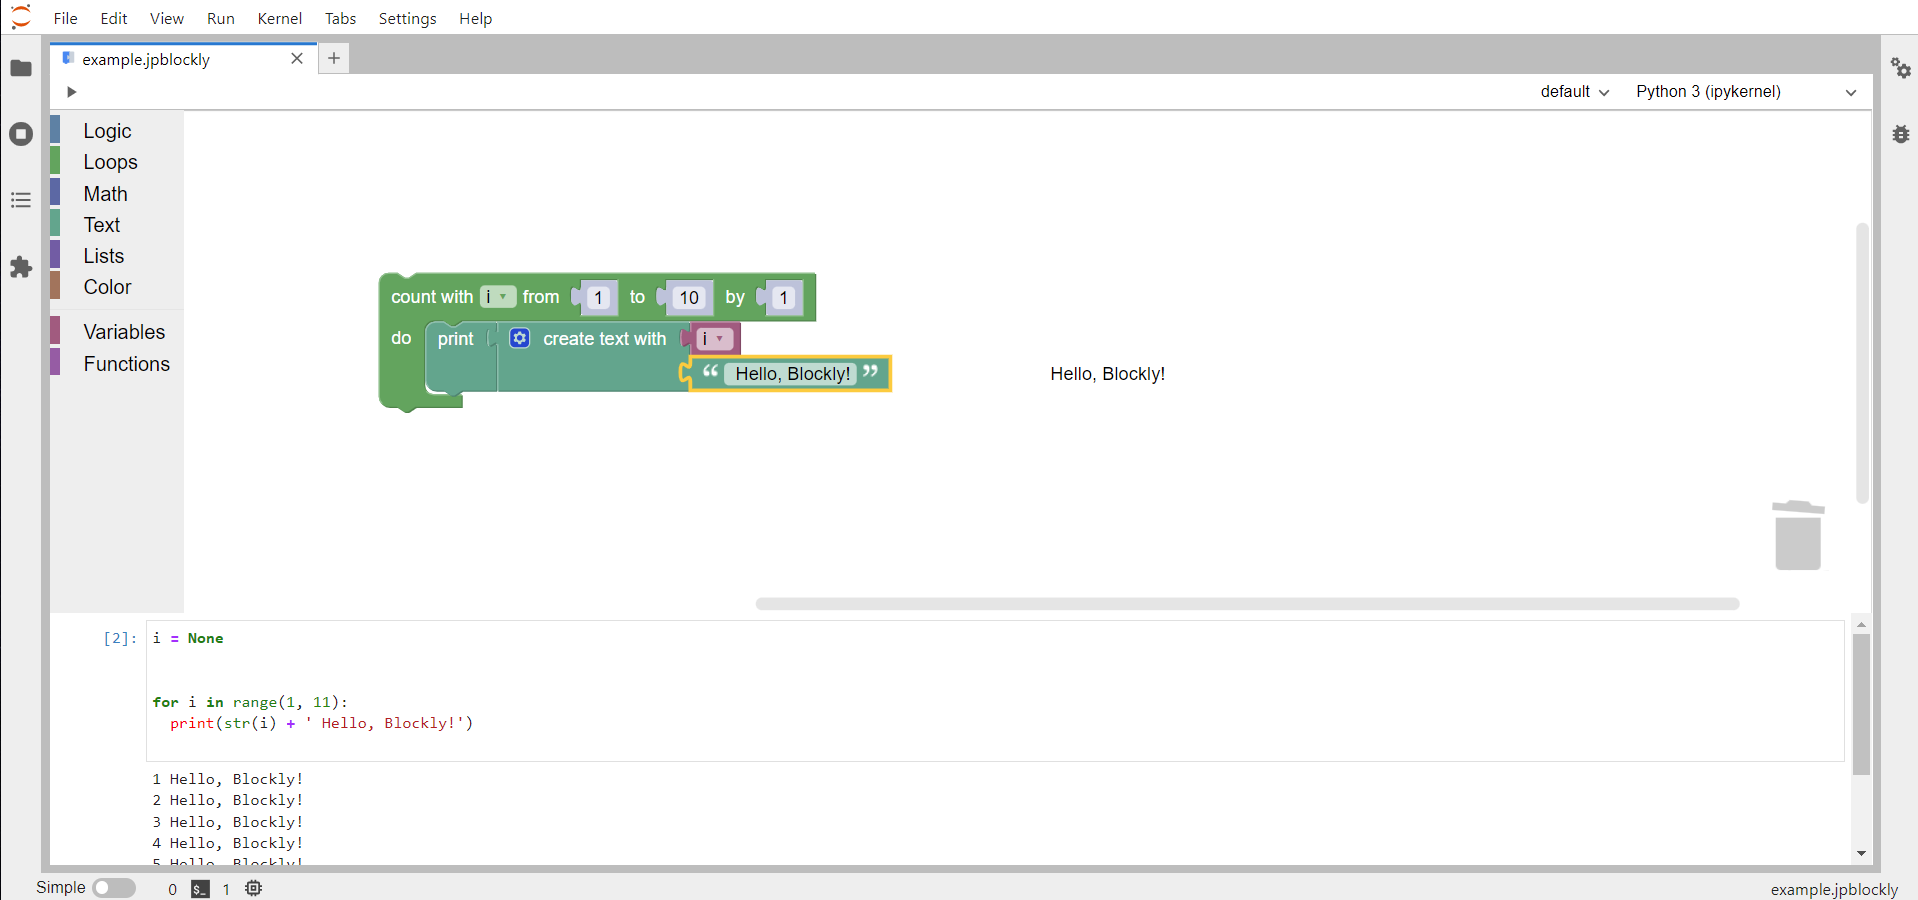 File Edit View Run Kernel Tabs Settings Help
example.jpblockly
default Python 3 (ipykernel)
Logic
Loops
Math
Text
Lists
Color
Variables
Functions
count with i from 1 to 10 by 1
do print create text with i
“ Hello, Blockly! ”
Hello, Blockly!
[2]: i = None
for i in range(1, 11):
print(str(i) + ' Hello, Blockly!')
1 Hello, Blockly!
2 Hello, Blockly!
3 Hello, Blockly!
4 Hello, Blockly!
5 Hello, Blockly!
Simple 0 $_ 1 example.jpblockly